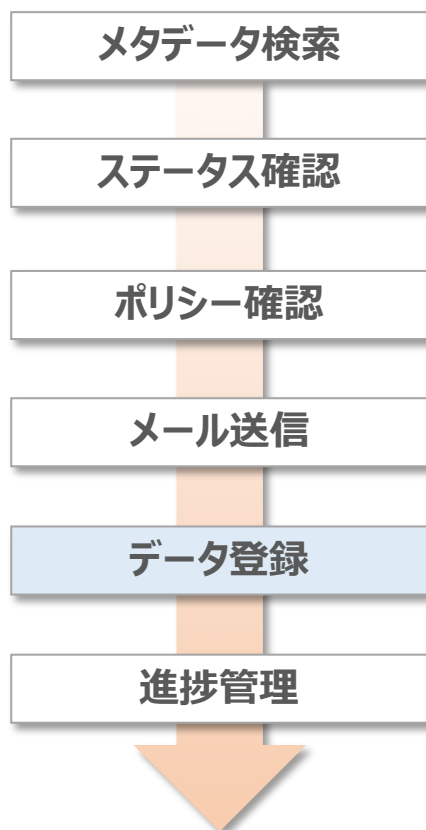 メタデータ検索
ステータス確認
ポリシー確認
メール送信
データ登録
進捗管理